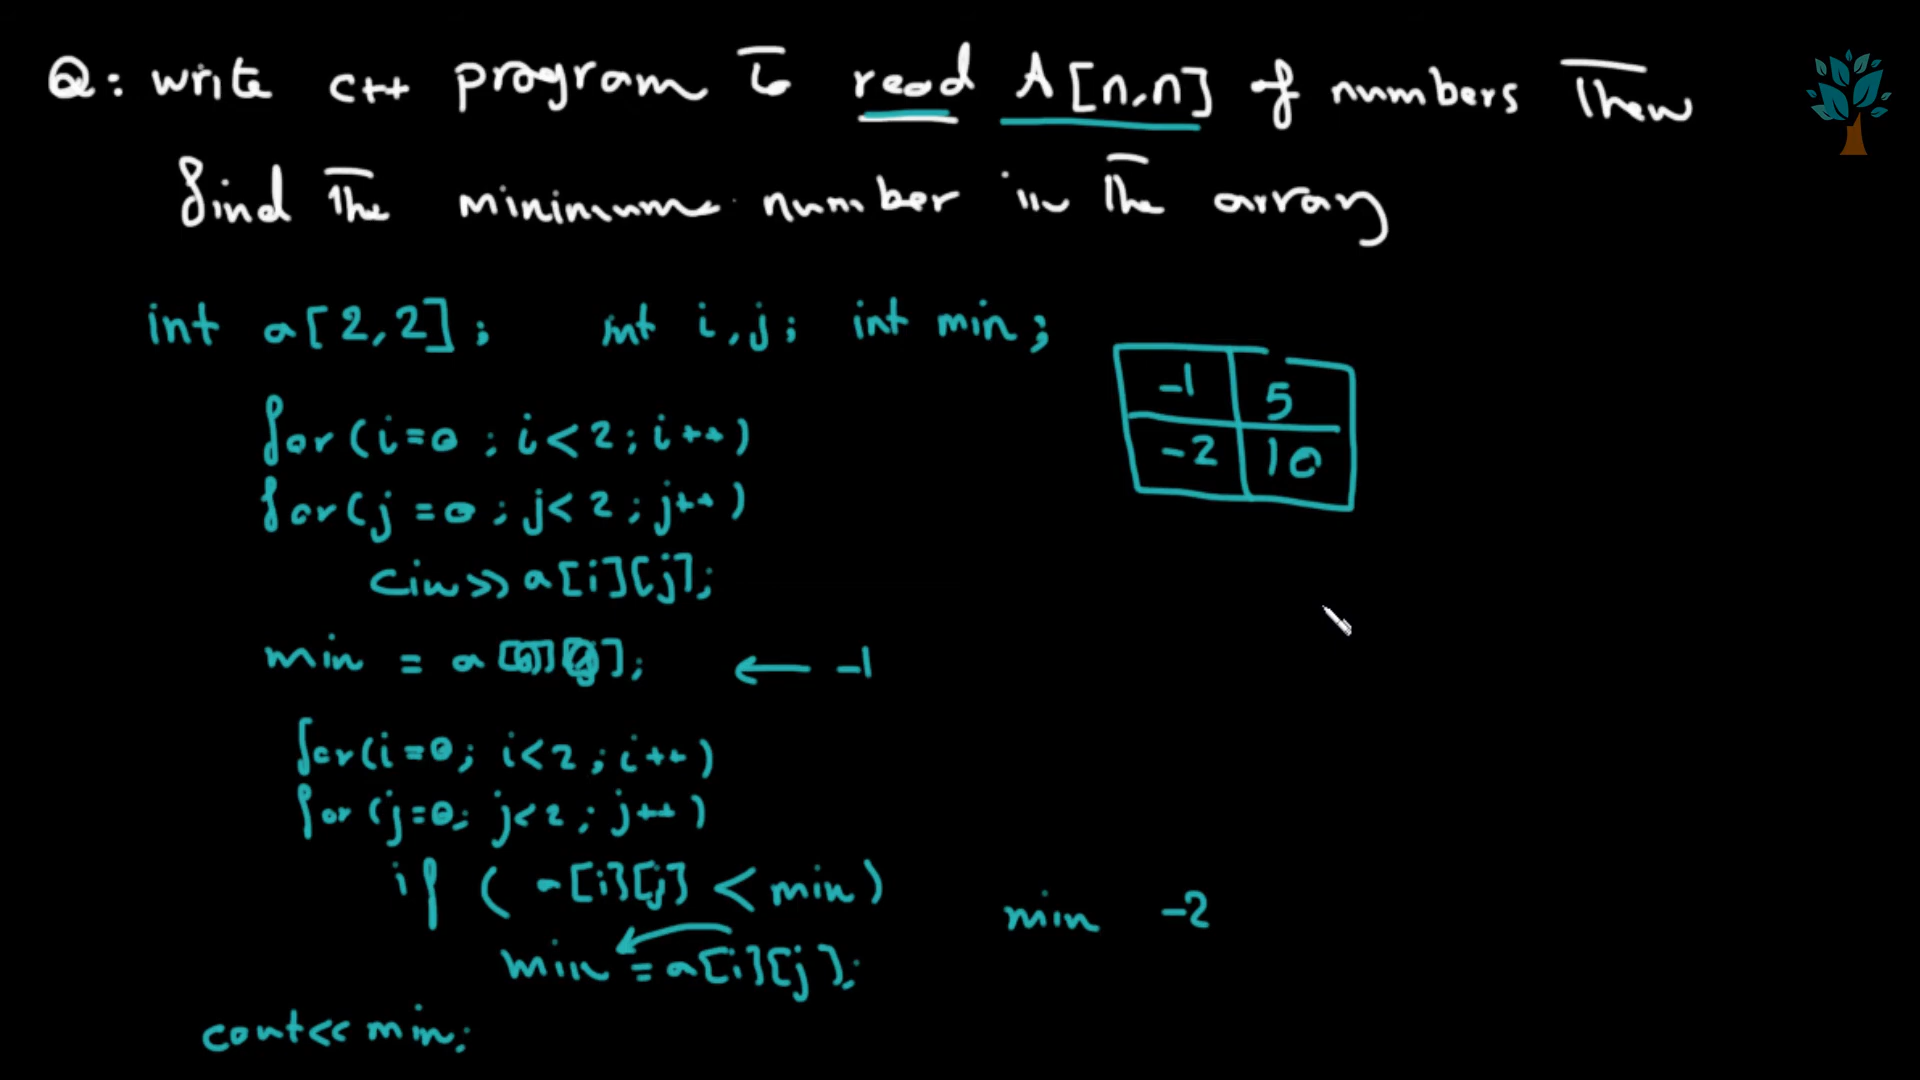 Q: write c++ program to read A[n,n] of numbers Then
find The minimum number in The array
int a[2,2]; int i,j; int min;
for(i=0; i<2; i++)
for(j=0; j<2; j++)
cin>> a[i][j];
min = a[0][0]; ← -1
for(i=0; i<2; i++)
for(j=0; j<2; j++)
if (a[i][j] < min)
min = a[i][j];
cout<< min;
-1 5
-2 10
min -2